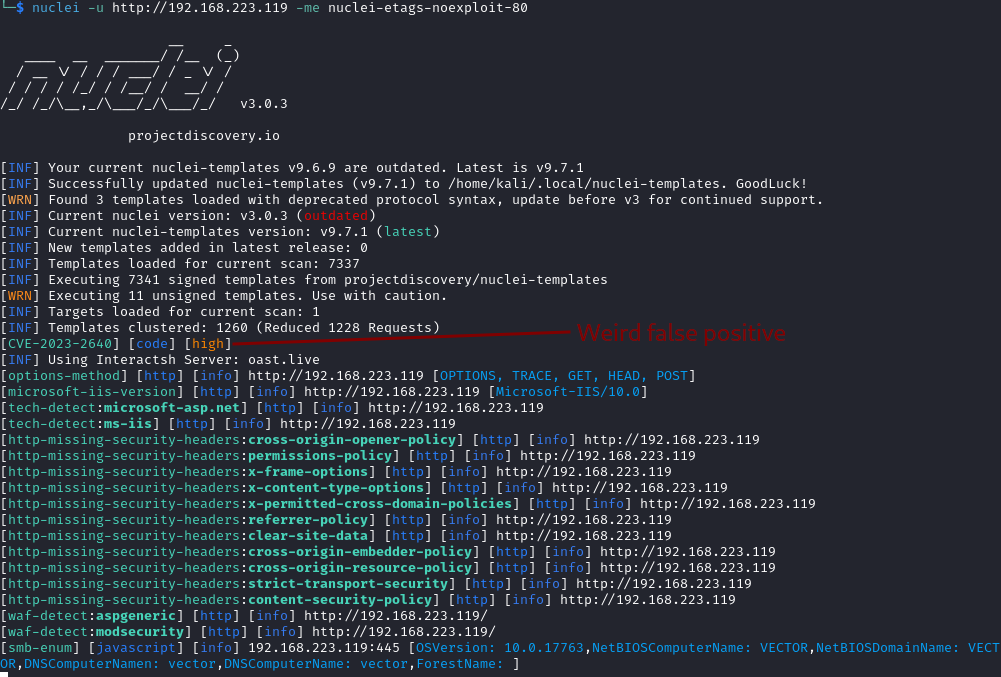 └─$ nuclei -u http://192.168.223.119 -me nuclei-etags-noexploit-80
                     __     _
   ____  __  _______/ /__  (_)
  / __ \/ / / / ___/ / _ \/ /
 / / / / /_/ / /__/ /  __/ /
/_/ /_/\__,_/\___/_/\___/_/   v3.0.3
projectdiscovery.io
[INF] Your current nuclei-templates v9.6.9 are outdated. Latest is v9.7.1
[INF] Successfully updated nuclei-templates (v9.7.1) to /home/kali/.local/nuclei-templates. GoodLuck!
[WRN] Found 3 templates loaded with deprecated protocol syntax, update before v3 for continued support.
[INF] Current nuclei version: v3.0.3 (outdated)
[INF] Current nuclei-templates version: v9.7.1 (latest)
[INF] New templates added in latest release: 0
[INF] Templates loaded for current scan: 7337
[INF] Executing 7341 signed templates from projectdiscovery/nuclei-templates
[WRN] Executing 11 unsigned templates. Use with caution.
[INF] Targets loaded for current scan: 1
[INF] Templates clustered: 1260 (Reduced 1228 Requests)
[CVE-2023-2640] [code] [high] Weird false positive
[INF] Using Interactsh Server: oast.live
[options-method] [http] [info] http://192.168.223.119 [OPTIONS, TRACE, GET, HEAD, POST]
[microsoft-iis-version] [http] [info] http://192.168.223.119 [Microsoft-IIS/10.0]
[tech-detect:microsoft-asp.net] [http] [info] http://192.168.223.119
[tech-detect:ms-iis] [http] [info] http://192.168.223.119
[http-missing-security-headers:cross-origin-opener-policy] [http] [info] http://192.168.223.119
[http-missing-security-headers:permissions-policy] [http] [info] http://192.168.223.119
[http-missing-security-headers:x-frame-options] [http] [info] http://192.168.223.119
[http-missing-security-headers:x-content-type-options] [http] [info] http://192.168.223.119
[http-missing-security-headers:x-permitted-cross-domain-policies] [http] [info] http://192.168.223.119
[http-missing-security-headers:referrer-policy] [http] [info] http://192.168.223.119
[http-missing-security-headers:clear-site-data] [http] [info] http://192.168.223.119
[http-missing-security-headers:cross-origin-embedder-policy] [http] [info] http://192.168.223.119
[http-missing-security-headers:cross-origin-resource-policy] [http] [info] http://192.168.223.119
[http-missing-security-headers:strict-transport-security] [http] [info] http://192.168.223.119
[http-missing-security-headers:content-security-policy] [http] [info] http://192.168.223.119
[waf-detect:aspgeneric] [http] [info] http://192.168.223.119/
[waf-detect:modsecurity] [http] [info] http://192.168.223.119/
[smb-enum] [javascript] [info] 192.168.223.119:445 [OSVersion: 10.0.17763,NetBIOSComputerName: VECTOR,NetBIOSDomainName: VECT
OR,DNSComputerNamen: vector,DNSComputerName: vector,ForestName: ]